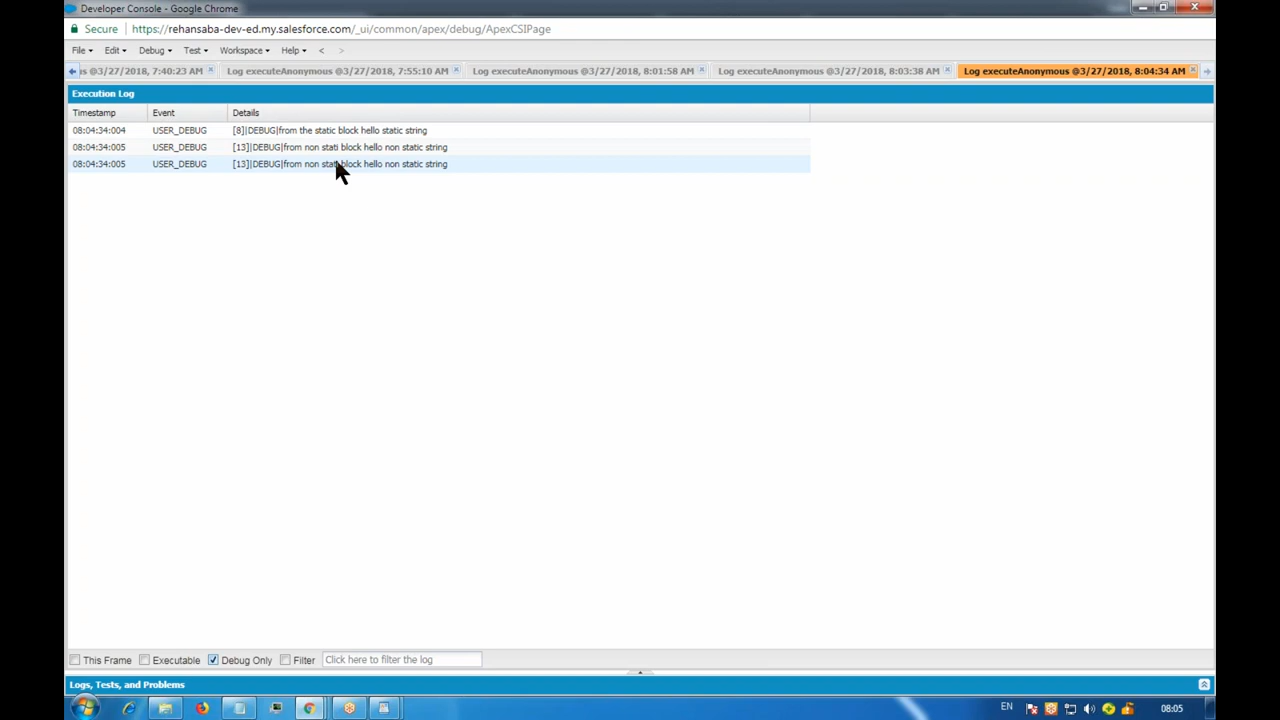 Developer Console - Google Chrome
Secure https://rehansaba-dev-ed.my.salesforce.com/_ui/common/apex/debug/ApexCSIPage
File Edit Debug Test Workspace Help < >
s @3/27/2018, 7:40:23 AM Log executeAnonymous @3/27/2018, 7:55:10 AM Log executeAnonymous @3/27/2018, 8:01:58 AM Log executeAnonymous @3/27/2018, 8:03:38 AM Log executeAnonymous @3/27/2018, 8:04:34 AM
Execution Log
Timestamp Event Details
08:04:34:004 USER_DEBUG [8]|DEBUG|from the static block hello static string
08:04:34:005 USER_DEBUG [13]|DEBUG|from non stati block hello non static string
08:04:34:005 USER_DEBUG [13]|DEBUG|from non stati block hello non static string
This Frame Executable Debug Only Filter Click here to filter the log
Logs, Tests, and Problems
EN 08:05